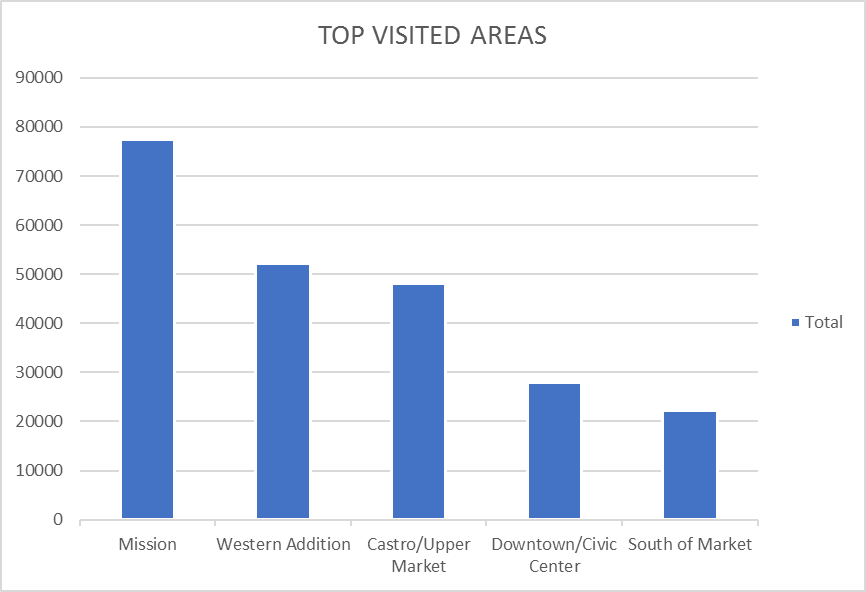 TOP VISITED AREAS
90000
80000
70000
60000
50000
40000
30000
20000
10000
0
Mission
Western Addition
Castro/Upper
Market
Downtown/Civic
Center
South of Market
Total